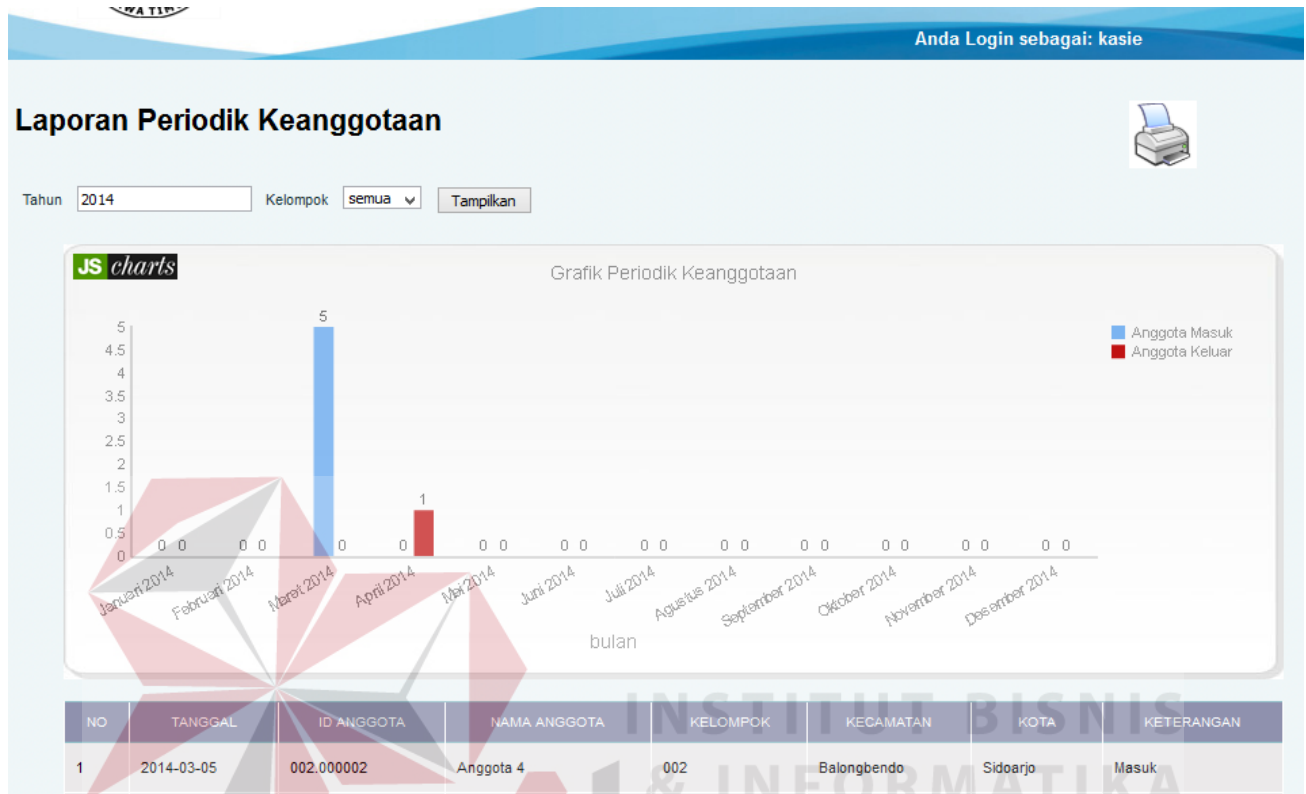 WA TIM
Anda Login sebagai: kasie
Laporan Periodik Keanggotaan
Tahun 2014 Kelompok semua Tampilkan
JS charts
Grafik Periodik Keanggotaan
Anggota Masuk
Anggota Keluar
5
4.5
4
3.5
3
2.5
2
1.5
1
0.5
0
0 0 0 0 5 0 0 1 0 0 0 0 0 0 0 0 0 0 0 0 0 0 0 0
Januari 2014 Februari 2014 Maret 2014 April 2014 Mei 2014 Juni 2014 Juli 2014 Agustus 2014 September 2014 Oktober 2014 November 2014 Desember 2014
bulan
INSTITUT BISNIS
& INFORMATIKA
NO TANGGAL ID ANGGOTA NAMA ANGGOTA KELOMPOK KECAMATAN KOTA KETERANGAN
1 2014-03-05 002.000002 Anggota 4 002 Balongbendo Sidoarjo Masuk